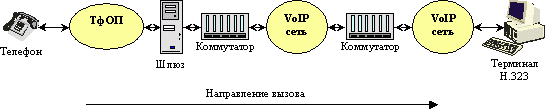 ТфОП
VoIP
сеть
VoIP
сеть
Телефон
Шлюз
Коммутатор
Коммутатор
Терминал
H.323
Направление вызова